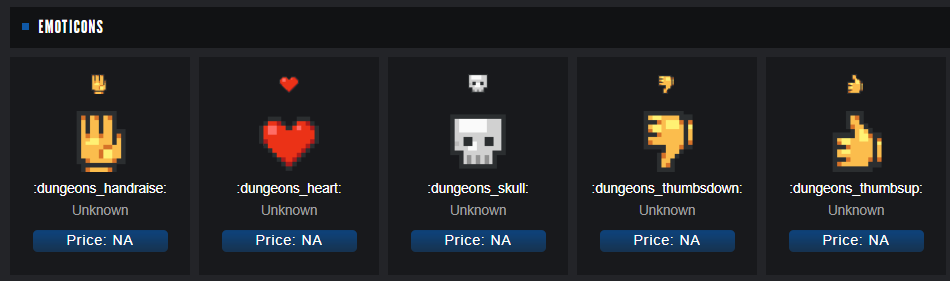 EMOTICONS
:dungeons_handraise: :dungeons_heart: :dungeons_skull: :dungeons_thumbsdown: :dungeons_thumbsup:
Unknown Unknown Unknown Unknown Unknown
Price: NA Price: NA Price: NA Price: NA Price: NA